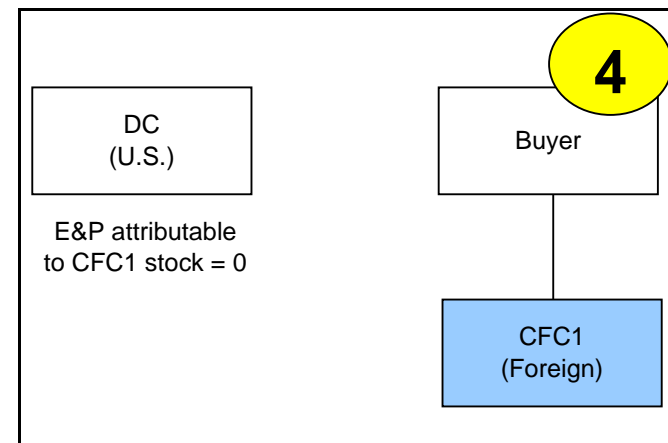 4
DC
(U.S.)
Buyer
E&P attributable
to CFC1 stock = 0
CFC1
(Foreign)